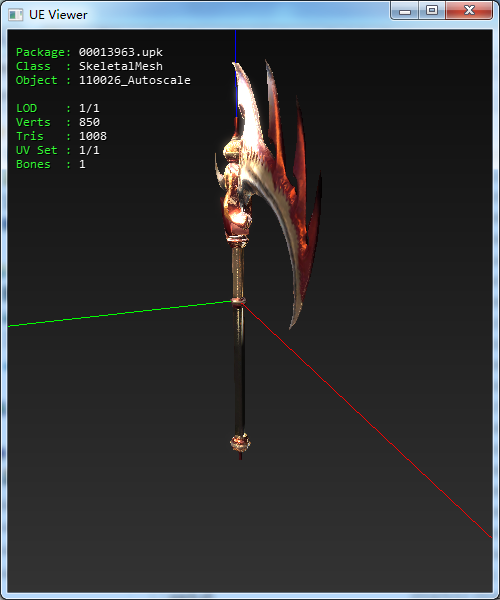 UE Viewer
Package: 00013963.upk
Class : SkeletalMesh
Object : 110026_Autoscale
LOD : 1/1
Verts : 850
Tris : 1008
UV Set : 1/1
Bones : 1